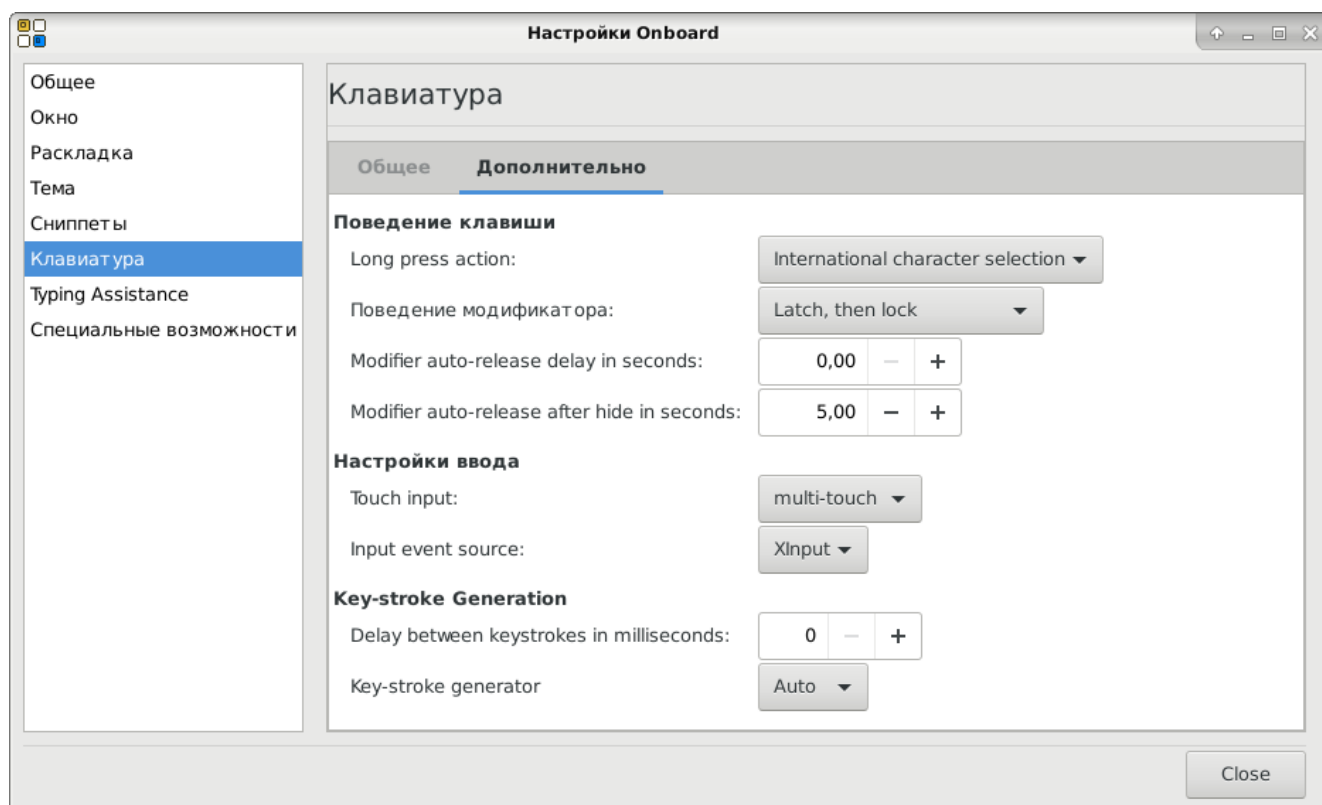 Настройки Onboard
Общее
Окно
Раскладка
Тема
Сниппеты
Клавиатура
Typing Assistance
Специальные возможности
Клавиатура
Общее Дополнительно
Поведение клавиши
Long press action: International character selection
Поведение модификатора: Latch, then lock
Modifier auto-release delay in seconds: 0,00 − +
Modifier auto-release after hide in seconds: 5,00 − +
Настройки ввода
Touch input: multi-touch
Input event source: XInput
Key-stroke Generation
Delay between keystrokes in milliseconds: 0 − +
Key-stroke generator Auto
Close